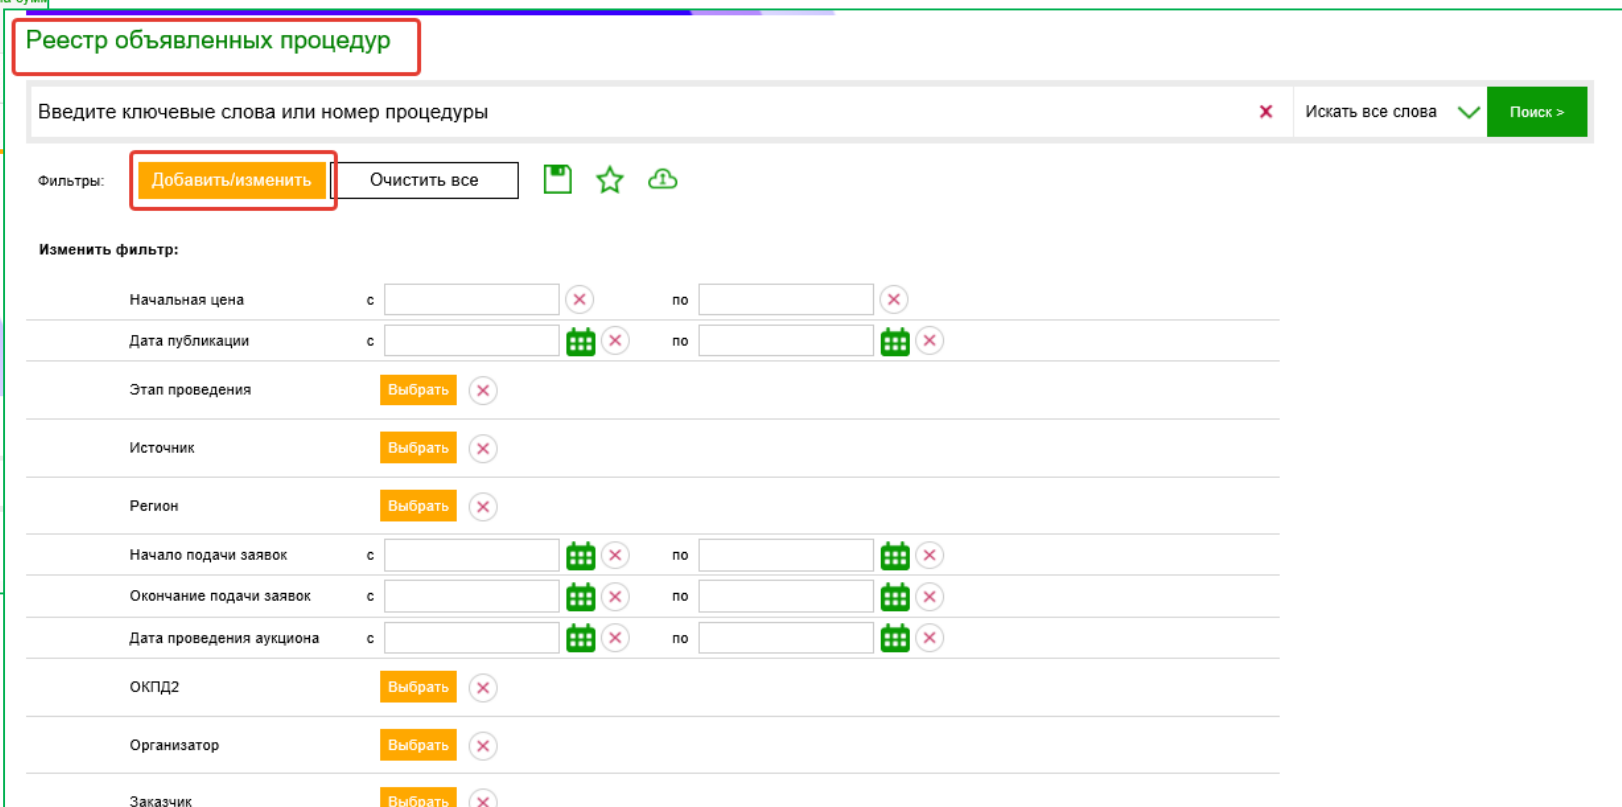 Реестр объявленных процедур
Введите ключевые слова или номер процедуры Искать все слова Поиск >
Фильтры: Добавить/изменить Очистить все
Изменить фильтр:
Начальная цена с по
Дата публикации с по
Этап проведения Выбрать
Источник Выбрать
Регион Выбрать
Начало подачи заявок с по
Окончание подачи заявок с по
Дата проведения аукциона с по
ОКПД2 Выбрать
Организатор Выбрать
Заказчик Выбрать